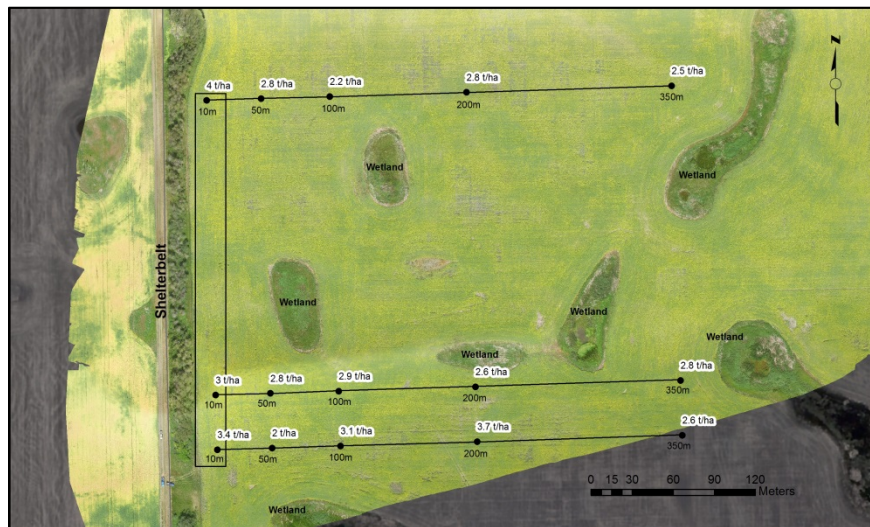 4 t/ha
2.8 t/ha
2.2 t/ha
2.8 t/ha
2.5 t/ha
10m
50m
100m
200m
350m
Wetland
Wetland
Shelterbelt
Wetland
Wetland
Wetland
Wetland
3 t/ha
2.8 t/ha
2.9 t/ha
2.6 t/ha
2.8 t/ha
10m
50m
100m
200m
350m
3.4 t/ha
2 t/ha
3.1 t/ha
3.7 t/ha
2.6 t/ha
10m
50m
100m
200m
350m
0 15 30 60 90 120
Meters
Wetland